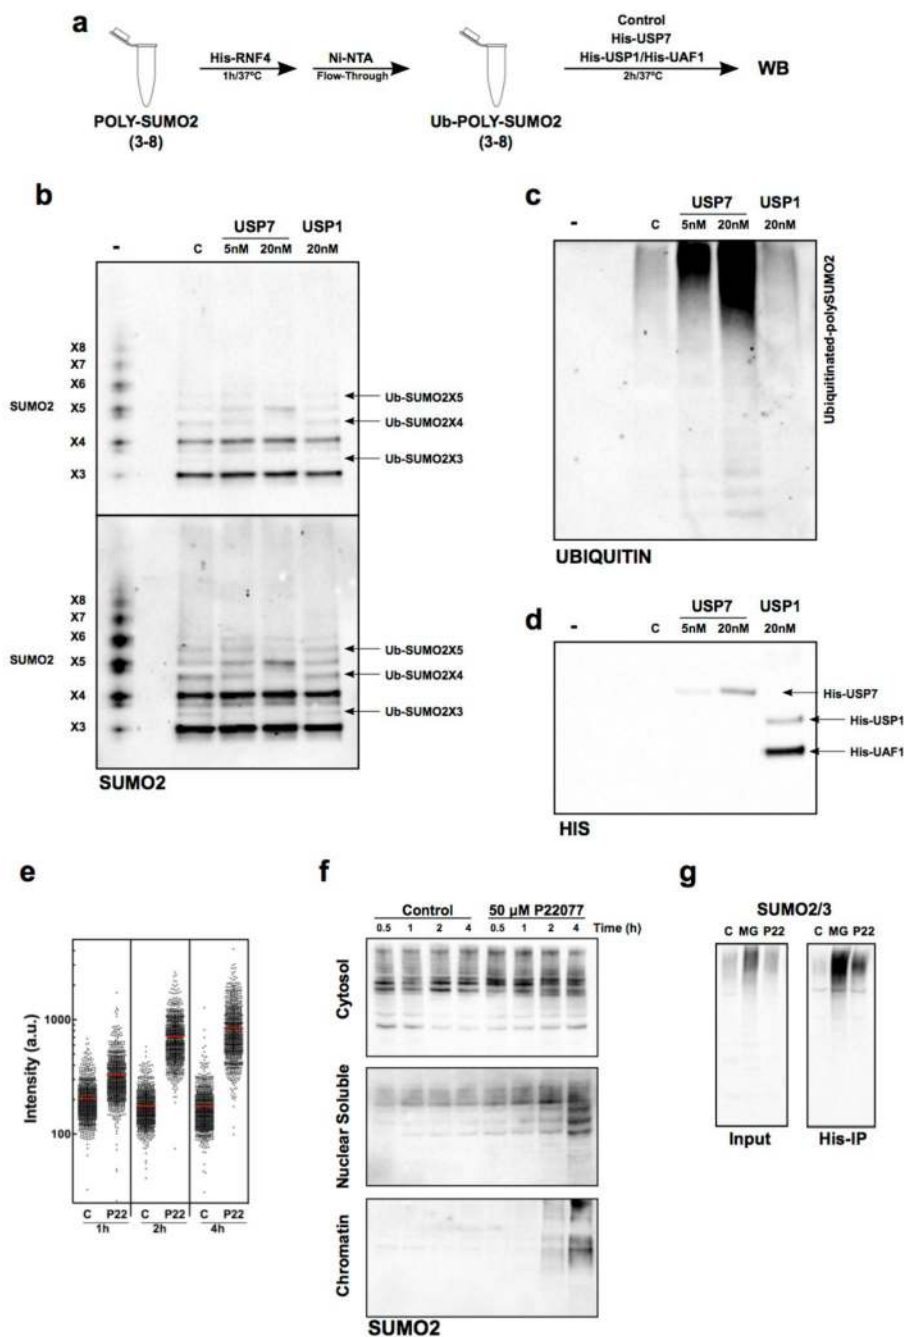 a
Control
His-USP7
His-USP1/His-UAF1
2h/37ºC
His-RNF4
1h/37ºC
Ni-NTA
Flow-Through
WB
POLY-SUMO2
(3-8)
Ub-POLY-SUMO2
(3-8)
b
USP7 USP1
- C 5nM 20nM 20nM
X8
X7
X6
SUMO2 X5
X4
X3
Ub-SUMO2X5
Ub-SUMO2X4
Ub-SUMO2X3
X8
X7
X6
SUMO2 X5
X4
X3
Ub-SUMO2X5
Ub-SUMO2X4
Ub-SUMO2X3
SUMO2
c
USP7 USP1
- C 5nM 20nM 20nM
Ubiquitinated-polySUMO2
UBIQUITIN
d
USP7 USP1
- C 5nM 20nM 20nM
His-USP7
His-USP1
His-UAF1
HIS
e
Intensity (a.u.)
1000
100
C P22 C P22 C P22
1h 2h 4h
f
Control 50 µM P22077
0.5 1 2 4 0.5 1 2 4 Time (h)
Cytosol
Nuclear Soluble
Chromatin
SUMO2
g
SUMO2/3
C MG P22 C MG P22
Input His-IP